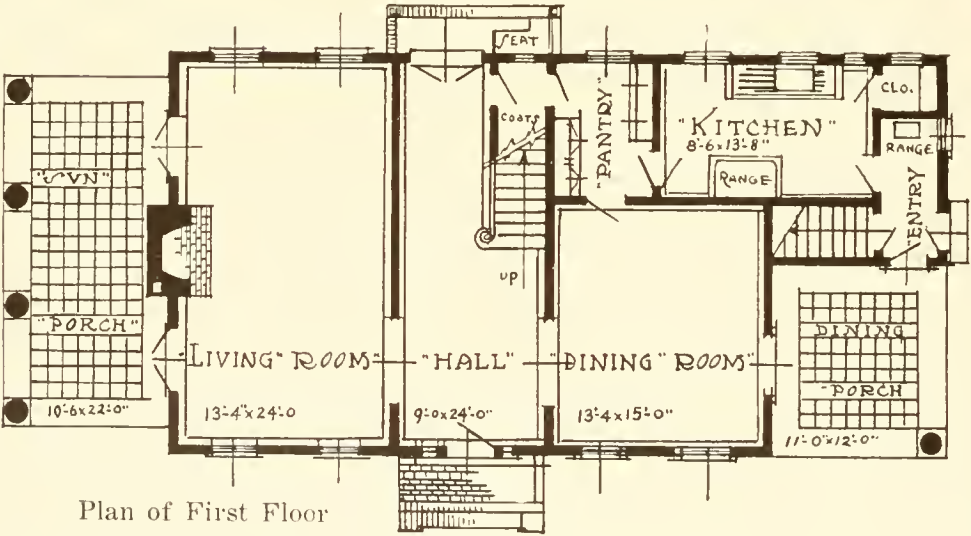 SEAT
CLO.
COATS
"PANTRY"
"KITCHEN"
8'-6x13'-8"
RANGE
RANGE
ENTRY
"SVN"
UP
"PORCH"
"LIVING" ROOM"
"HALL"
"DINING" ROOM"
DINING
PORCH
10'-6x22'-0"
13'-4"x24'-0
9'-0x24'-0"
13'-4x15'-0"
11'-0"x12'-0"
Plan of First Floor